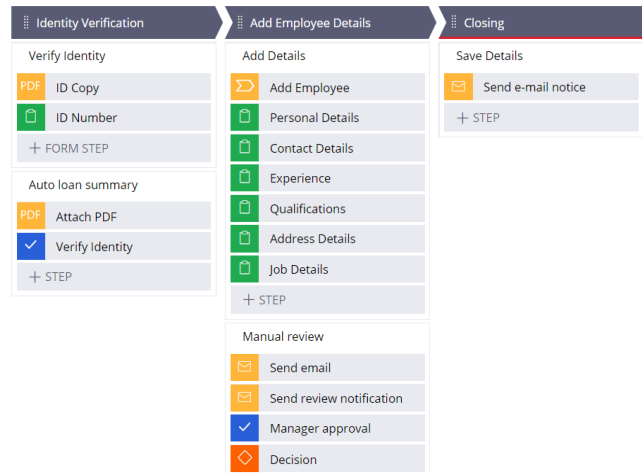 Identity Verification
Verify Identity
PDF ID Copy
ID Number
+ FORM STEP
Auto loan summary
PDF Attach PDF
Verify Identity
+ STEP
Add Employee Details
Add Details
Add Employee
Personal Details
Contact Details
Experience
Qualifications
Address Details
Job Details
+ STEP
Manual review
Send email
Send review notification
Manager approval
Decision
Closing
Save Details
Send e-mail notice
+ STEP